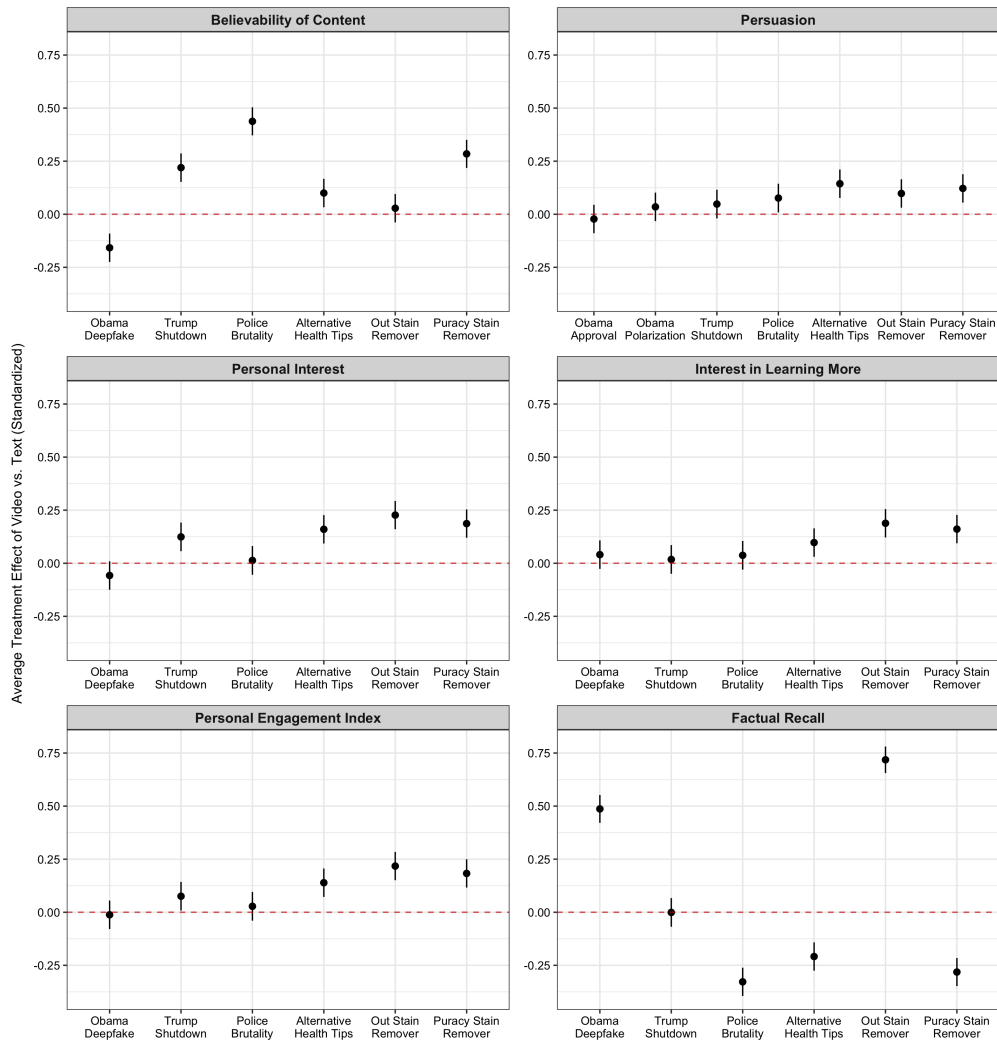 Average Treatment Effect of Video vs. Text (Standardized)
Believability of Content
0.75
0.50
0.25
0.00
-0.25
Obama Deepfake
Trump Shutdown
Police Brutality
Alternative Health Tips
Out Stain Remover
Puracy Stain Remover
Persuasion
0.75
0.50
0.25
0.00
-0.25
Obama Approval
Obama Polarization
Trump Shutdown
Police Brutality
Alternative Health Tips
Out Stain Remover
Puracy Stain Remover
Personal Interest
0.75
0.50
0.25
0.00
-0.25
Obama Deepfake
Trump Shutdown
Police Brutality
Alternative Health Tips
Out Stain Remover
Puracy Stain Remover
Interest in Learning More
0.75
0.50
0.25
0.00
-0.25
Obama Deepfake
Trump Shutdown
Police Brutality
Alternative Health Tips
Out Stain Remover
Puracy Stain Remover
Personal Engagement Index
0.75
0.50
0.25
0.00
-0.25
Obama Deepfake
Trump Shutdown
Police Brutality
Alternative Health Tips
Out Stain Remover
Puracy Stain Remover
Factual Recall
0.75
0.50
0.25
0.00
-0.25
Obama Deepfake
Trump Shutdown
Police Brutality
Alternative Health Tips
Out Stain Remover
Puracy Stain Remover